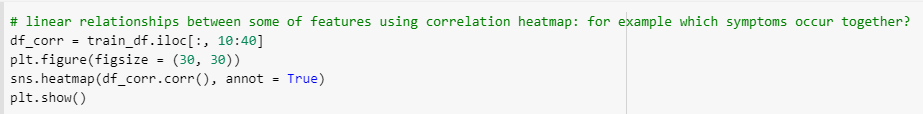 # linear relationships between some of features using correlation heatmap: for example which symptoms occur together?
df_corr = train_df.iloc[:, 10:40]
plt.figure(figsize = (30, 30))
sns.heatmap(df_corr.corr(), annot = True)
plt.show()